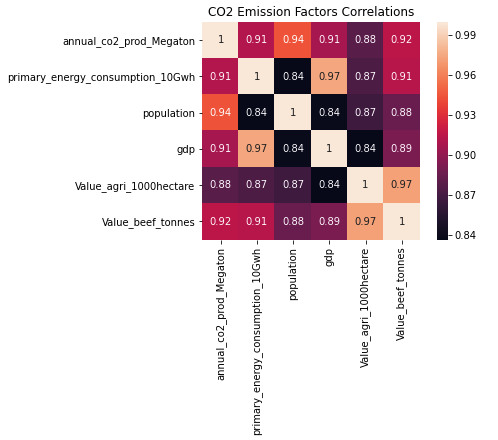 CO2 Emission Factors Correlations
annual_co2_prod_Megaton 1 0.91 0.94 0.91 0.88 0.92
primary_energy_consumption_10Gwh 0.91 1 0.84 0.97 0.87 0.91
population 0.94 0.84 1 0.84 0.87 0.88
gdp 0.91 0.97 0.84 1 0.84 0.89
Value_agri_1000hectare 0.88 0.87 0.87 0.84 1 0.97
Value_beef_tonnes 0.92 0.91 0.88 0.89 0.97 1
annual_co2_prod_Megaton
primary_energy_consumption_10Gwh
population
gdp
Value_agri_1000hectare
Value_beef_tonnes
0.99
0.96
0.93
0.90
0.87
0.84